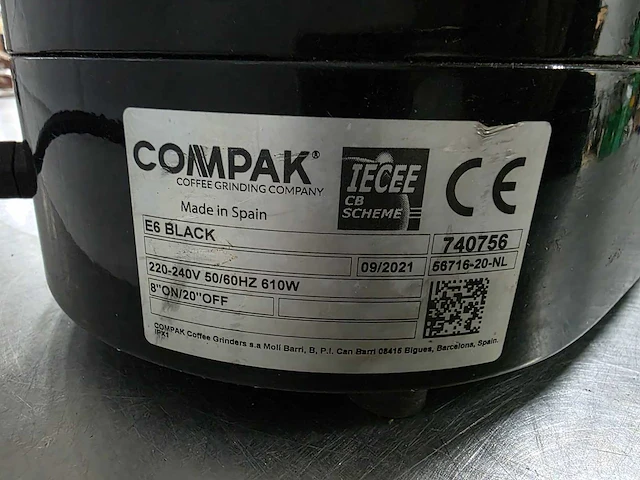 COMPAK®
COFFEE GRINDING COMPANY
Made in Spain
IECEE
CB
SCHEME
CE
E6 BLACK
740756
09/2021
56716-20-NL
220-240V 50/60HZ 610W
8"ON/20"OFF
COMPAK Coffee Grinders s.a Moli Barri, B, P.I. Can Barri 08415 Bigues, Barcelona, Spain.
IPX1